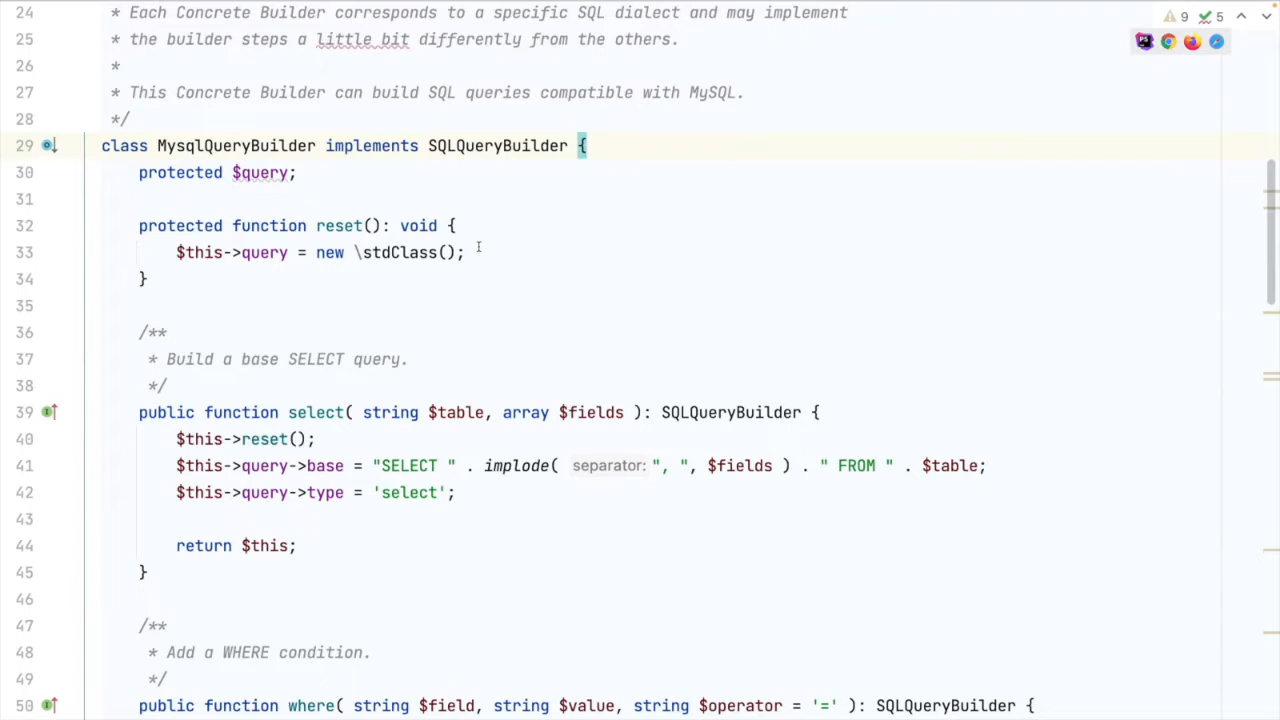 24 * Each Concrete Builder corresponds to a specific SQL dialect and may implement
9 5
25 * the builder steps a little bit differently from the others.
26 *
27 * This Concrete Builder can build SQL queries compatible with MySQL.
28 */
29 class MysqlQueryBuilder implements SQLQueryBuilder {
30 protected $query;
31
32 protected function reset(): void {
33 $this->query = new \stdClass();
34 }
35
36 /**
37 * Build a base SELECT query.
38 */
39 public function select( string $table, array $fields ): SQLQueryBuilder {
40 $this->reset();
41 $this->query->base = "SELECT " . implode( separator: ", ", $fields ) . " FROM " . $table;
42 $this->query->type = 'select';
43
44 return $this;
45 }
46
47 /**
48 * Add a WHERE condition.
49 */
50 public function where( string $field, string $value, string $operator = '=' ): SQLQueryBuilder {